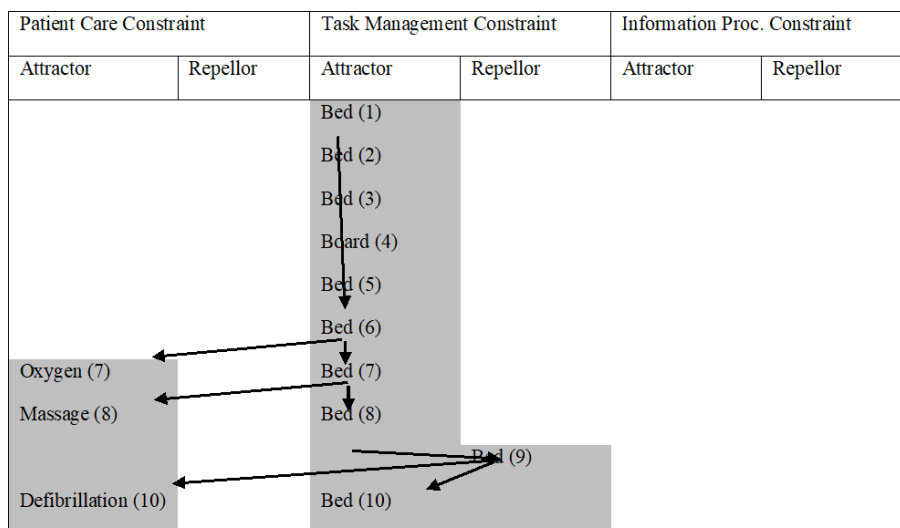 Patient Care Constraint Task Management Constraint Information Proc. Constraint
Attractor Repellor Attractor Repellor Attractor Repellor
Bed (1)
Bed (2)
Bed (3)
Board (4)
Bed (5)
Bed (6)
Oxygen (7) Bed (7)
Massage (8) Bed (8)
Bed (9)
Defibrillation (10) Bed (10)